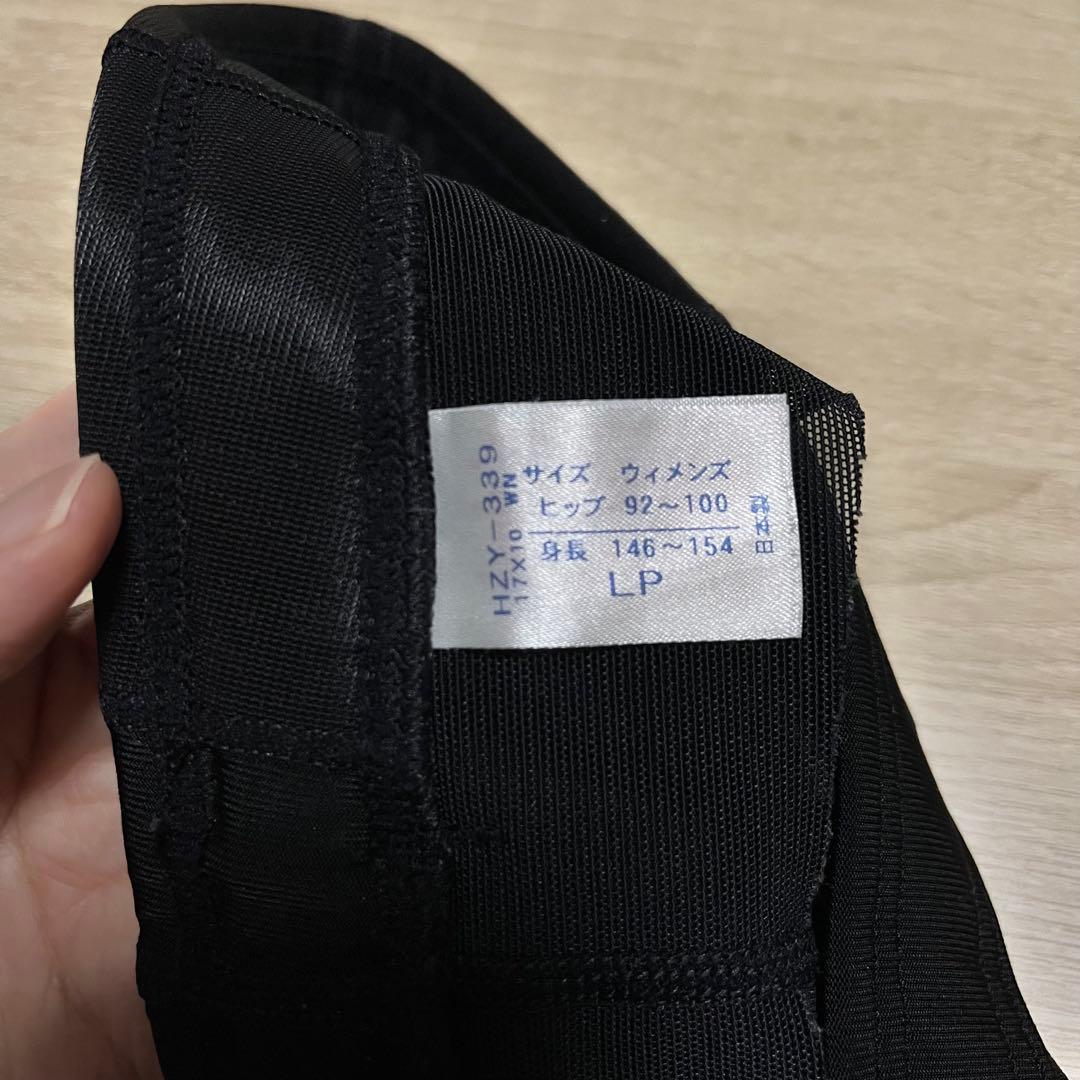 サイズ ウィメンズ
ヒップ 92～100
身長 146～154
LP
HZY-339
17X10 WN
日本製